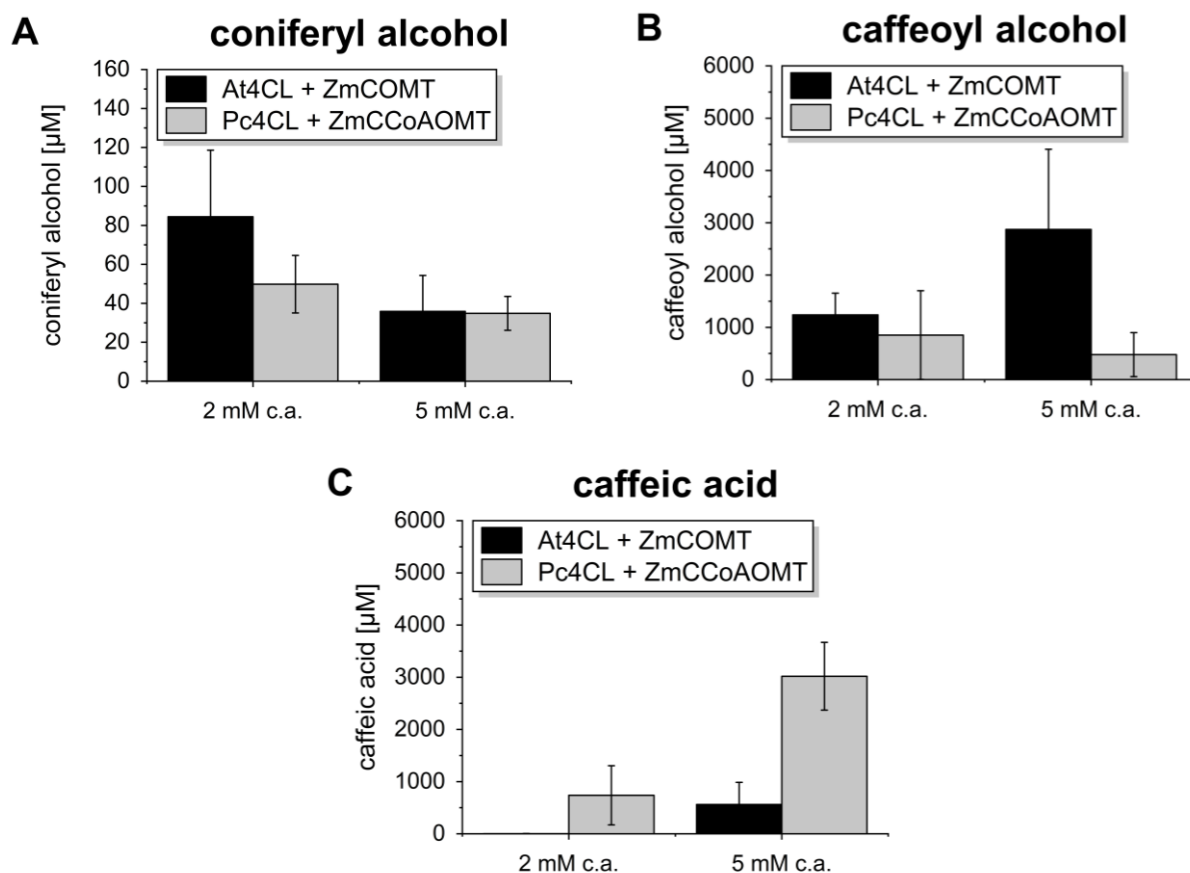 A
coniferyl alcohol
160
140
120
100
80
60
40
20
0
coniferyl alcohol [µM]
At4CL + ZmCOMT
Pc4CL + ZmCCoAOMT
2 mM c.a.
5 mM c.a.
B
caffeoyl alcohol
6000
5000
4000
3000
2000
1000
0
caffeoyl alcohol [µM]
At4CL + ZmCOMT
Pc4CL + ZmCCoAOMT
2 mM c.a.
5 mM c.a.
C
caffeic acid
6000
5000
4000
3000
2000
1000
0
caffeic acid [µM]
At4CL + ZmCOMT
Pc4CL + ZmCCoAOMT
2 mM c.a.
5 mM c.a.